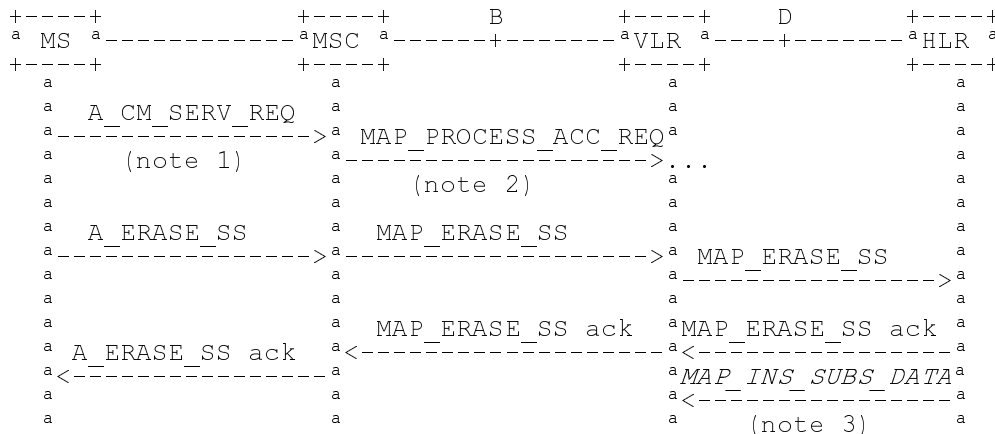 B D
MS MSC VLR HLR
A_CM_SERV_REQ
MAP_PROCESS_ACC_REQ
(note 1)
...
(note 2)
A_ERASE_SS MAP_ERASE_SS
MAP_ERASE_SS
MAP_ERASE_SS ack MAP_ERASE_SS ack
A_ERASE_SS ack
MAP_INS_SUBS_DATA
(note 3)